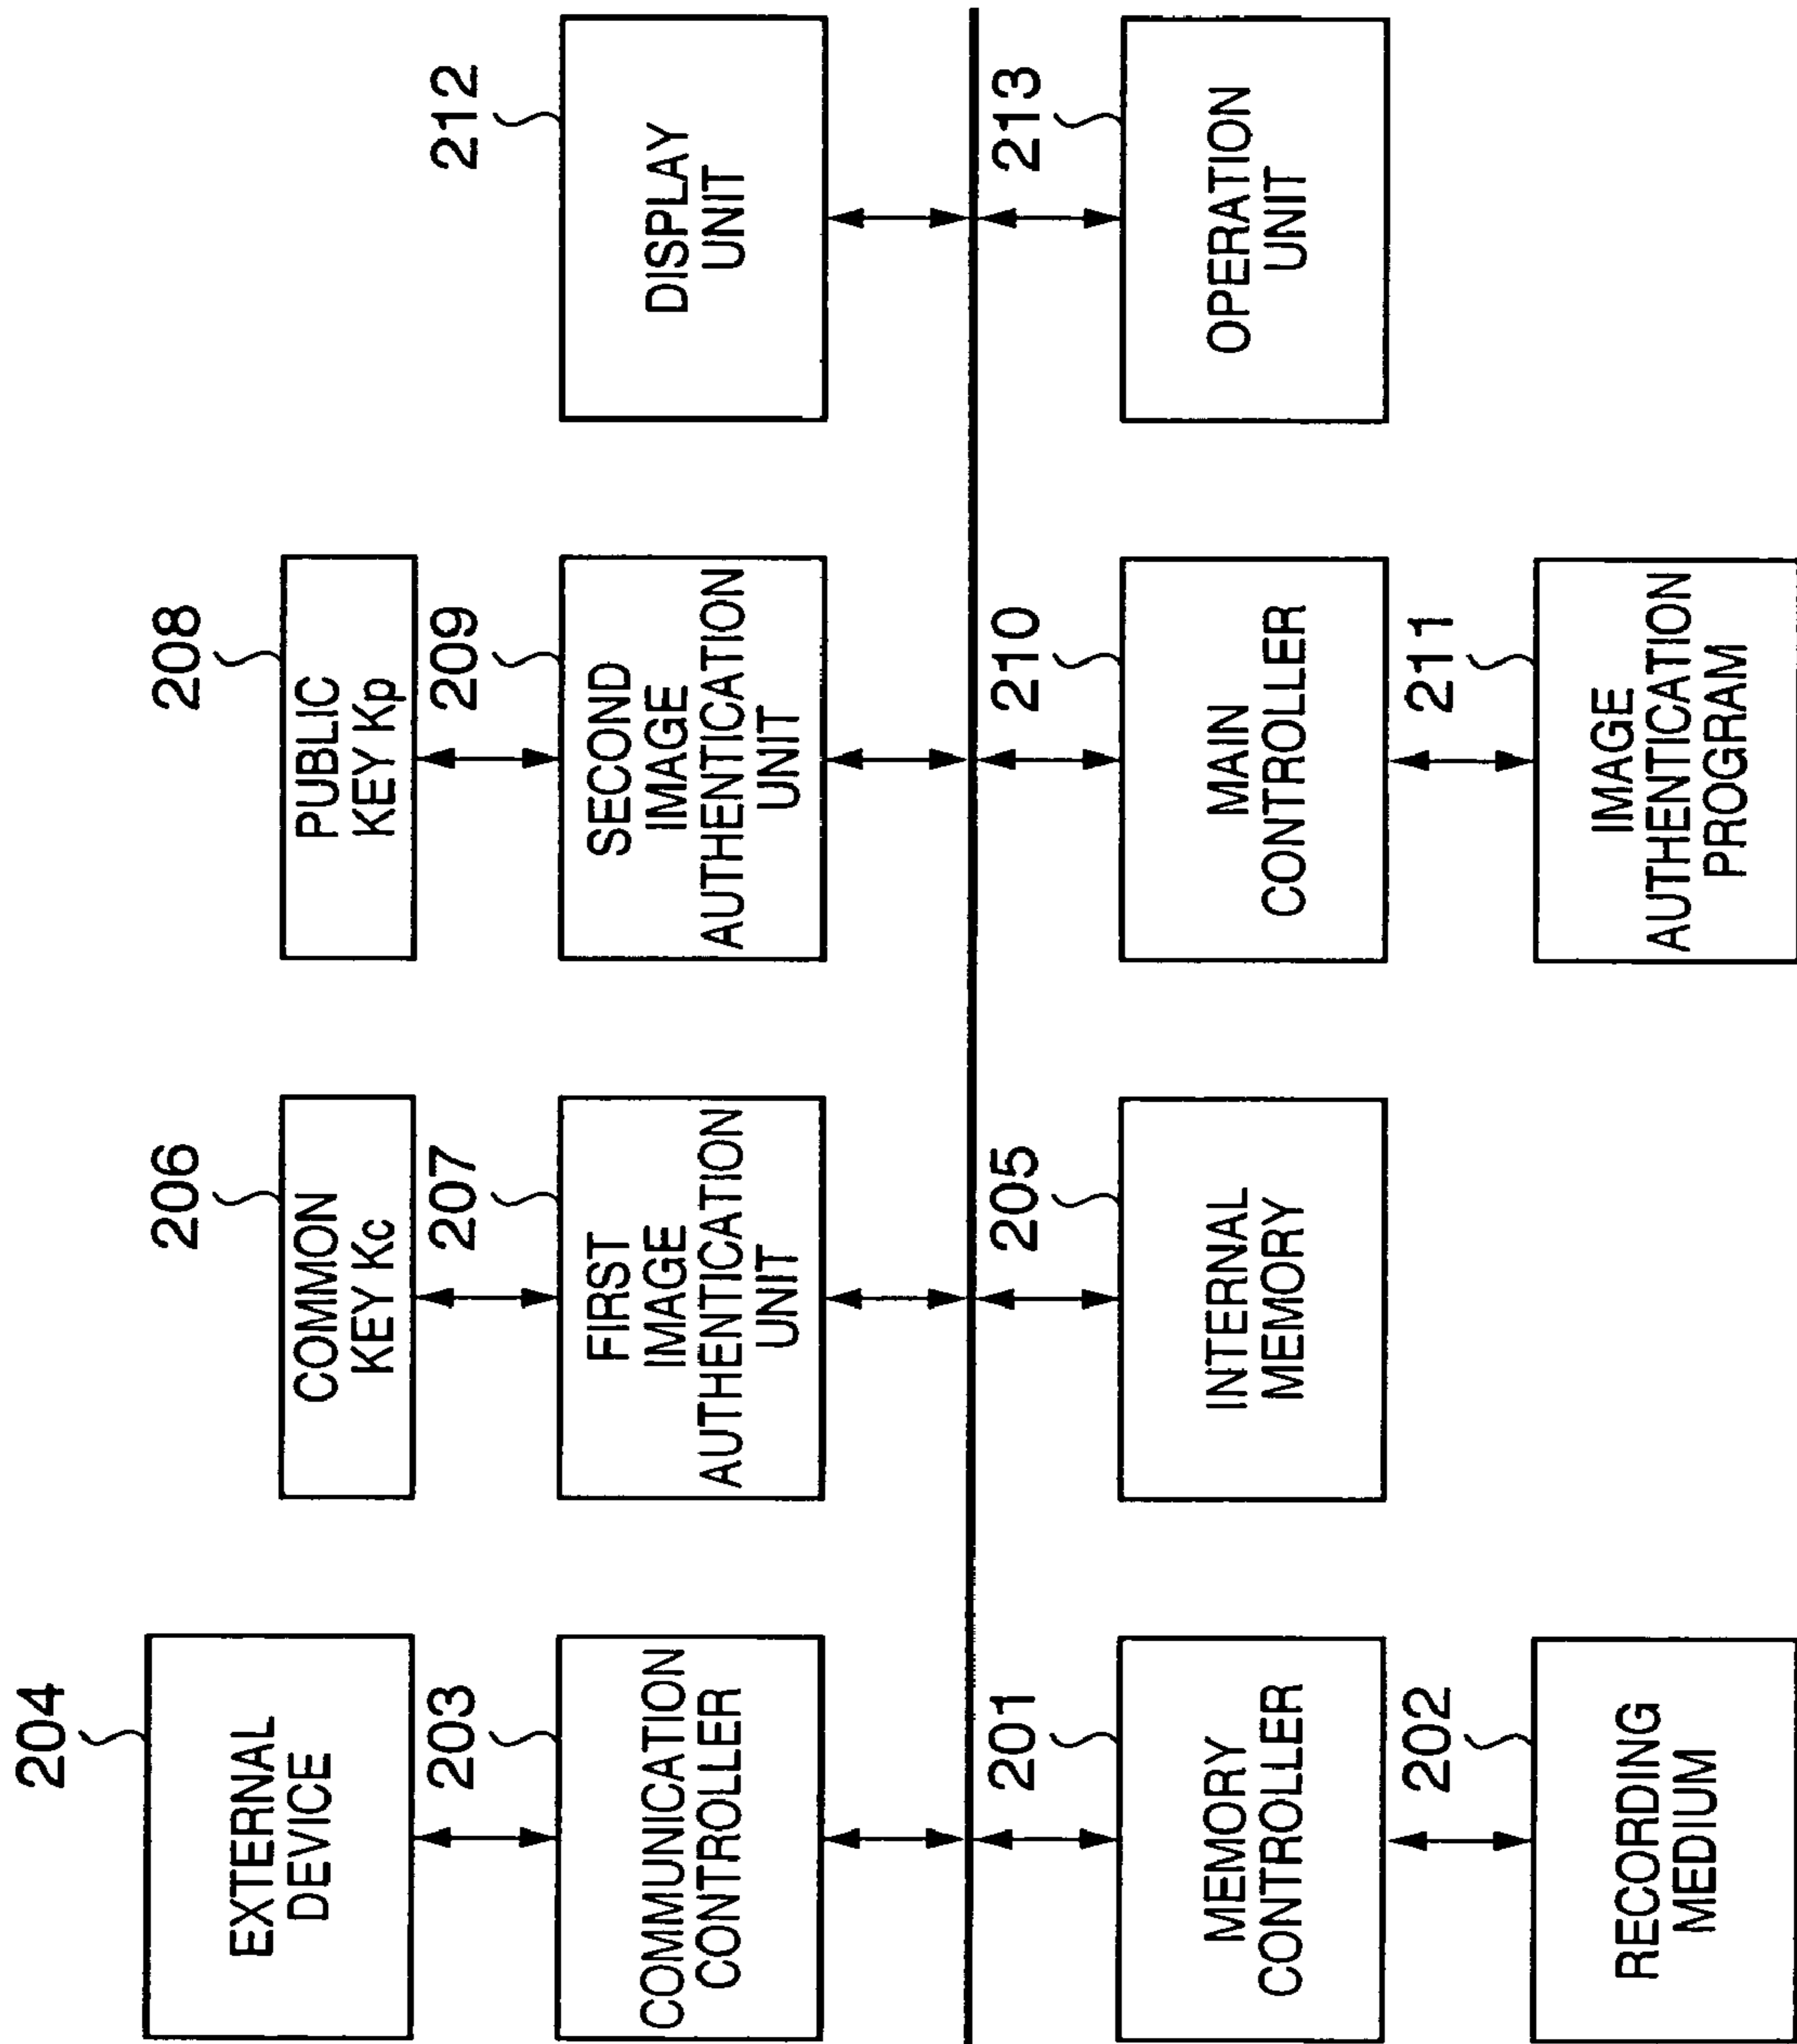 204
EXTERNAL
DEVICE
206
COMMON
KEY Kc
208
PUBLIC
KEY Kp
203
COMMUNICATION
CONTROLLER
207
FIRST
IMAGE
AUTHENTICATION
UNIT
209
SECOND
IMAGE
AUTHENTICATION
UNIT
212
DISPLAY
UNIT
201
MEMORY
CONTROLLER
205
INTERNAL
MEMORY
210
MAIN
CONTROLLER
213
OPERATION
UNIT
202
RECORDING
MEDIUM
211
IMAGE
AUTHENTICATION
PROGRAM